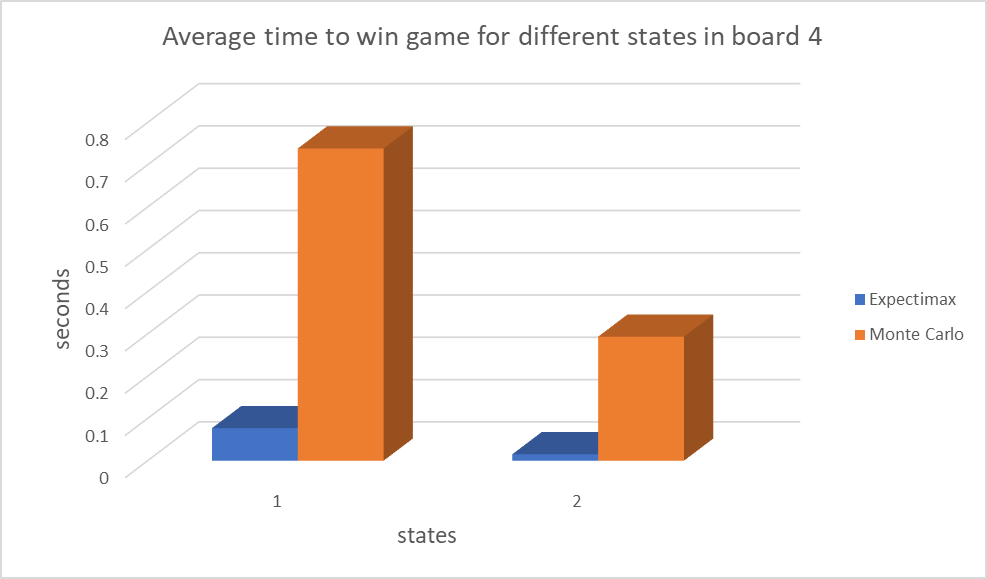 Average time to win game for different states in board 4
0.8
0.7
0.6
0.5
0.4
0.3
0.2
0.1
0
seconds
1
2
states
Expectimax
Monte Carlo